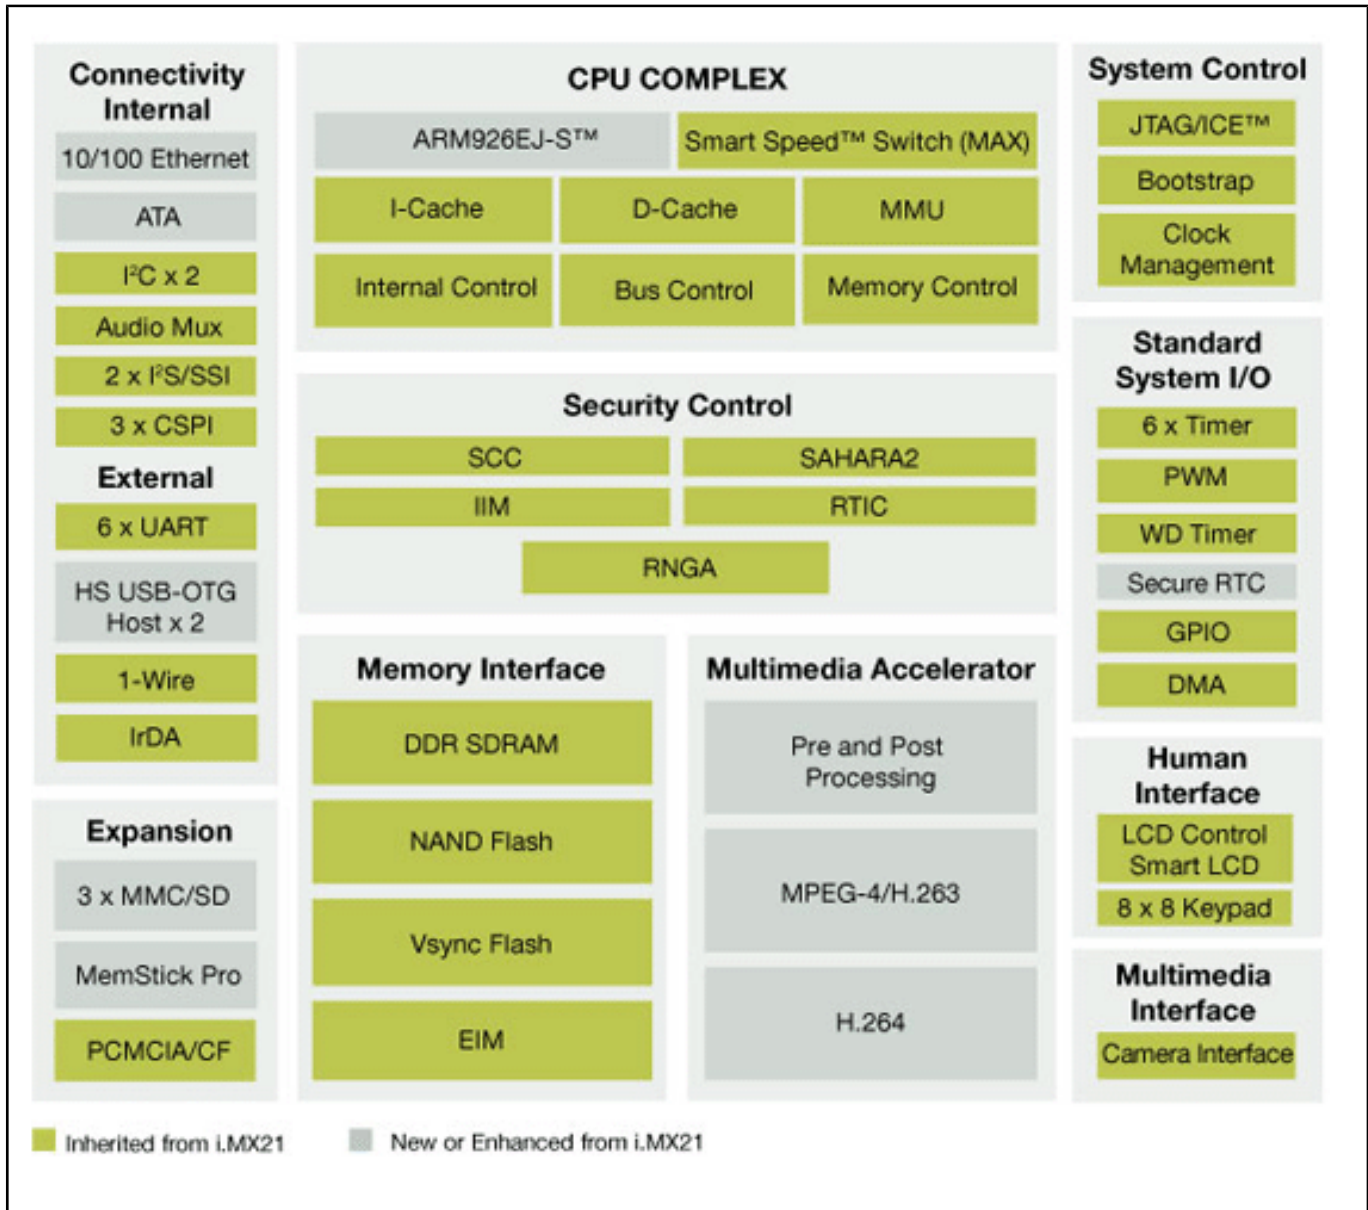 Connectivity
Internal
10/100 Ethernet
ATA
I²C x 2
Audio Mux
2 x I²S/SSI
3 x CSPI
External
6 x UART
HS USB-OTG
Host x 2
1-Wire
IrDA
Expansion
3 x MMC/SD
MemStick Pro
PCMCIA/CF
CPU COMPLEX
ARM926EJ-S™
Smart Speed™ Switch (MAX)
I-Cache
D-Cache
MMU
Internal Control
Bus Control
Memory Control
Security Control
SCC
SAHARA2
IIM
RTIC
RNGA
Memory Interface
DDR SDRAM
NAND Flash
Vsync Flash
EIM
Multimedia Accelerator
Pre and Post
Processing
MPEG-4/H.263
H.264
System Control
JTAG/ICE™
Bootstrap
Clock
Management
Standard
System I/O
6 x Timer
PWM
WD Timer
Secure RTC
GPIO
DMA
Human
Interface
LCD Control
Smart LCD
8 x 8 Keypad
Multimedia
Interface
Camera Interface
Inherited from i.MX21
New or Enhanced from i.MX21